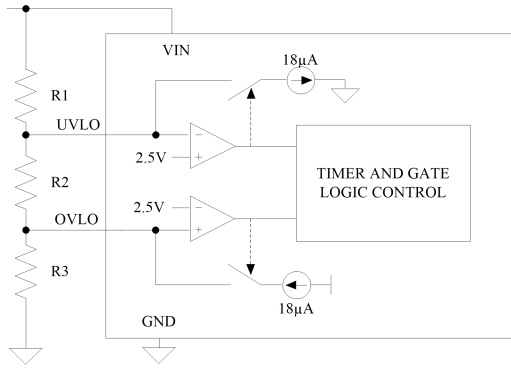 VIN
18µA
R1
UVLO
2.5V
R2
TIMER AND GATE
LOGIC CONTROL
2.5V
OVLO
R3
18µA
GND